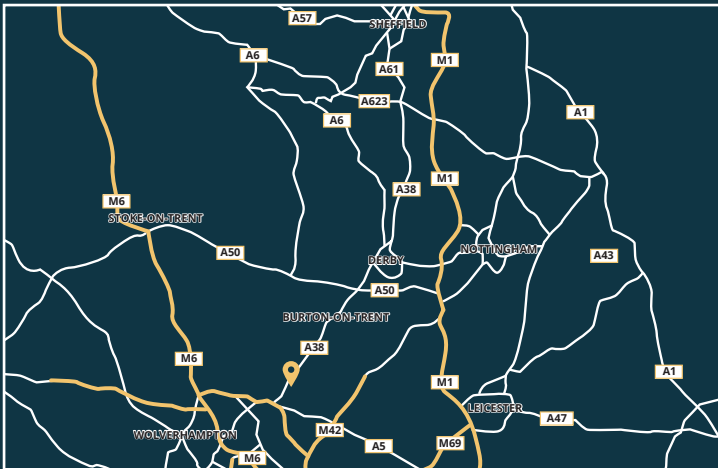 A57
SHEFFIELD
A6
M1
A61
A623
A1
A6
M1
A38
M6
STOKE-ON-TRENT
A50
NOTTINGHAM
A43
DERBY
A50
BURTON-ON-TRENT
A38
M6
A1
M1
LEICESTER
A47
M42
WOLVERHAMPTON
A5
M69
M6